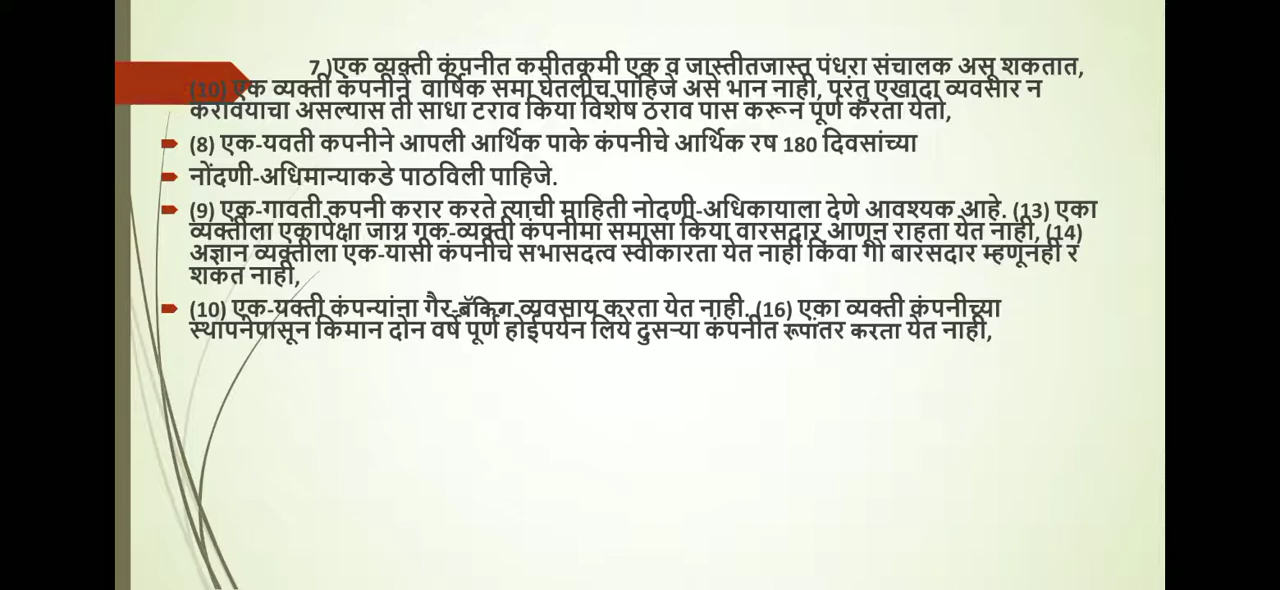 7 )एक व्यक्ती कंपनीत कमीतकमी एक व जास्तीतजास्त पंधरा संचालक असू शकतात,
(10) एक व्यक्ती कंपनीने वार्षिक समा घेतलीच पाहिजे असे भान नाही, परंतु एखादा व्यवसार न
करावयाचा असल्यास ती साधा टराव किया विशेष ठराव पास करून पूर्ण करता येतो,
(8) एक-यवती कपनीने आपली आर्थिक पाके कंपनीचे आर्थिक रष 180 दिवसांच्या
नोंदणी-अधिमान्याकडे पाठविली पाहिजे.
(9) एक-गावती कपनी करार करते त्याची माहिती नोदणी-अधिकायाला देणे आवश्यक आहे. (13) एका
व्यक्तीला एकापेक्षा जाग्न गक-व्यक्ती कंपनीमा समासा किया वारसदार आणून राहता येत नाही, (14)
अज्ञान व्यक्तीला एक-यासी कंपनीचे सभासदत्व स्वीकारता येत नाही किंवा गौ बारसदार म्हणूनही र
शकत नाही,
(10) एक-यक्ती कंपन्यांना गैर-बॅकिग-व्यवसाय करता येत नाही. (16) एका व्यक्ती कंपनीच्या
स्थापनेपासून किमान दोन वर्षे पूर्ण होईपर्यन लिये दुसऱ्या कंपनीत रूपांतर करता येत नाही,